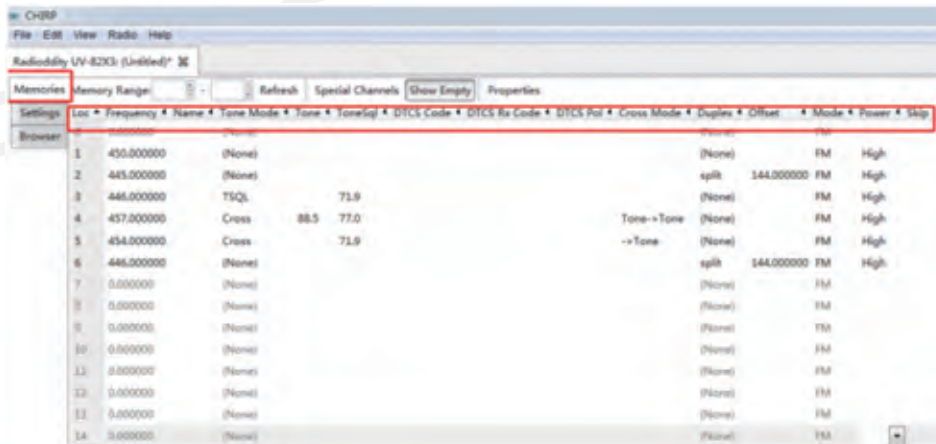 CHIRP
File Edit View Radio Help
Radioddity UV-82X3: (Untitled)*
Memories Memory Range: - Refresh Special Channels Show Empty Properties
Settings Loc Frequency Name Tone Mode Tone ToneSql DTCS Code DTCS Rx Code DTCS Pol Cross Mode Duplex Offset Mode Power Skip
Browser 0 0.000000 (None) (None) FM
1 450.000000 (None) (None) FM High
2 445.000000 (None) split 144.000000 FM High
3 446.000000 TSQL 71.9 (None) FM High
4 457.000000 Cross 88.5 77.0 Tone->Tone (None) FM High
5 454.000000 Cross 71.9 ->Tone (None) FM High
6 446.000000 (None) split 144.000000 FM High
7 0.000000 (None) (None) FM
8 0.000000 (None) (None) FM
9 0.000000 (None) (None) FM
10 0.000000 (None) (None) FM
11 0.000000 (None) (None) FM
12 0.000000 (None) (None) FM
13 0.000000 (None) (None) FM
14 0.000000 (None) (None) FM